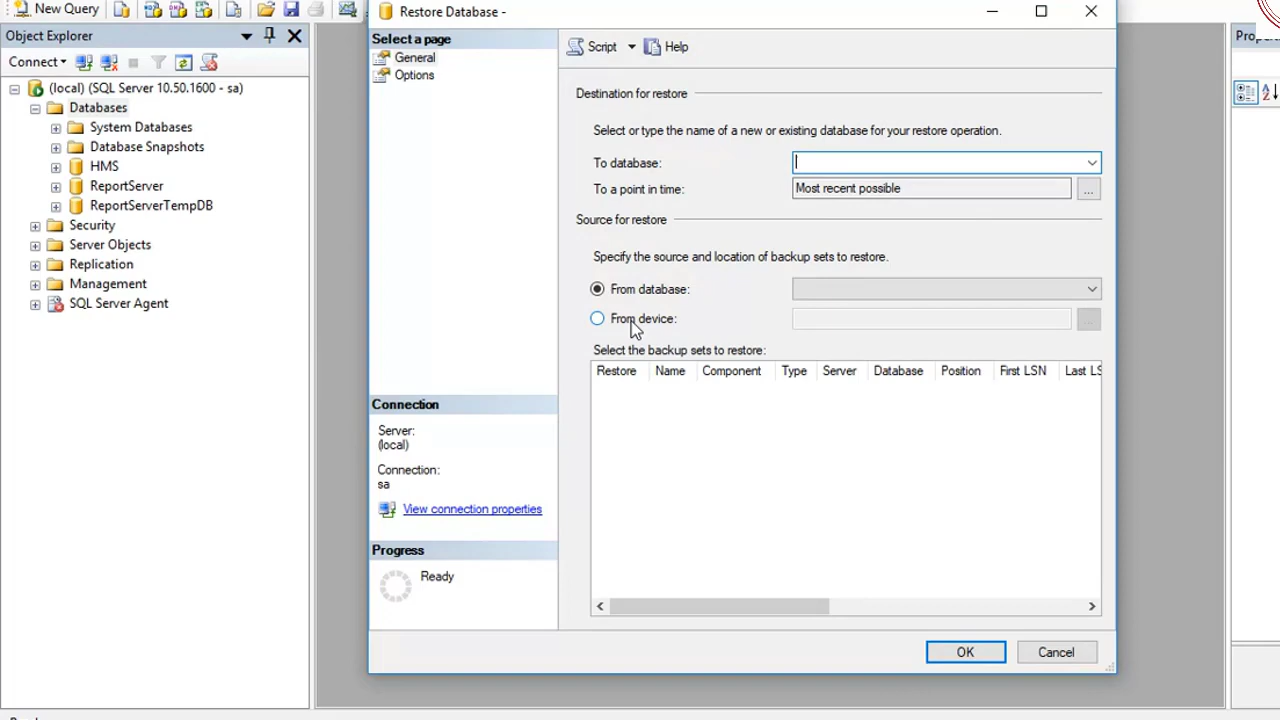 New Query
Object Explorer
Connect
(local) (SQL Server 10.50.1600 - sa)
Databases
System Databases
Database Snapshots
HMS
ReportServer
ReportServerTempDB
Security
Server Objects
Replication
Management
SQL Server Agent
Restore Database -
Select a page
General
Options
Script
Help
Destination for restore
Select or type the name of a new or existing database for your restore operation.
To database:
To a point in time:
Most recent possible
...
Source for restore
Specify the source and location of backup sets to restore.
From database:
From device:
...
Select the backup sets to restore:
Restore Name Component Type Server Database Position First LSN Last LS
Connection
Server:
(local)
Connection:
sa
View connection properties
Progress
Ready
OK
Cancel
Prope